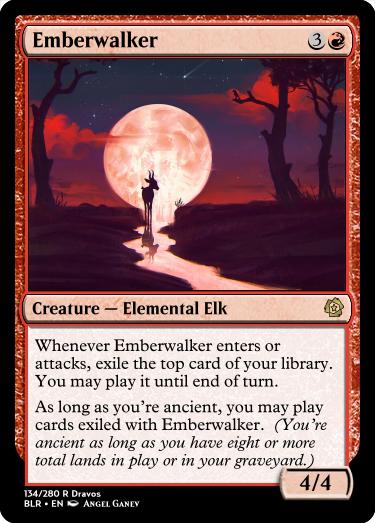 Emberwalker 3
Creature — Elemental Elk
Whenever Emberwalker enters or
attacks, exile the top card of your library.
You may play it until end of turn.
As long as you're ancient, you may play
cards exiled with Emberwalker. (You're
ancient as long as you have eight or more
total lands in play or in your graveyard.)
4/4
134/280 R Dravos
BLR • EN Angel Ganev